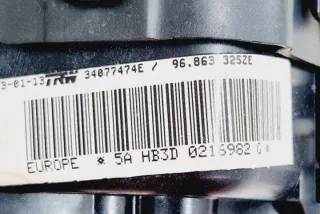 3-01-13 TRW 34077474E / 96.863 325ZE
EUROPE * 5A HB3D 0216982